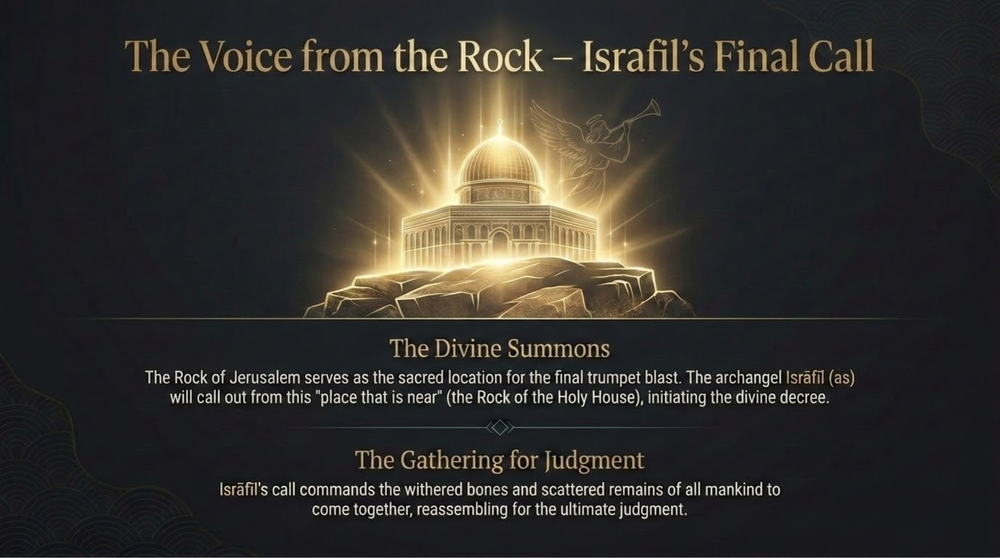 The Voice from the Rock – Israfil’s Final Call
The Divine Summons
The Rock of Jerusalem serves as the sacred location for the final trumpet blast. The archangel Isrāfīl (as)
will call out from this "place that is near" (the Rock of the Holy House), initiating the divine decree.
The Gathering for Judgment
Isrāfīl's call commands the withered bones and scattered remains of all mankind to
come together, reassembling for the ultimate judgment.